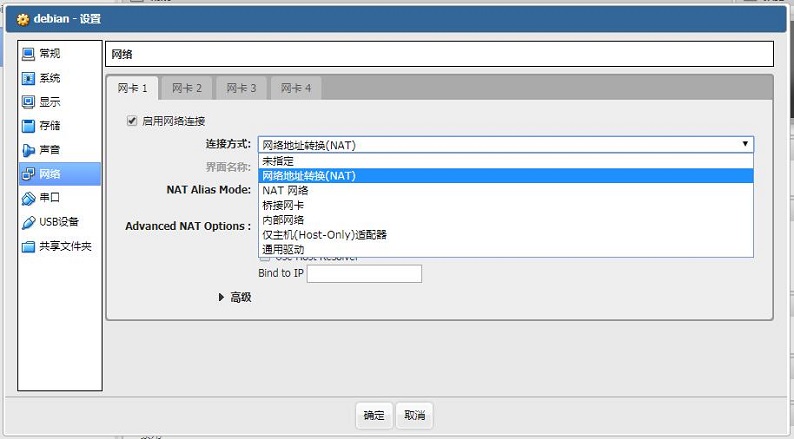 debian - 设置
常规
系统
显示
存储
声音
网络
串口
USB设备
共享文件夹
网络
网卡 1 网卡 2 网卡 3 网卡 4
启用网络连接
连接方式: 网络地址转换(NAT)
未指定
界面名称:
网络地址转换(NAT)
NAT Alias Mode: NAT 网络
桥接网卡
内部网络
Advanced NAT Options :
仅主机(Host-Only)适配器
通用驱动
Use Host Resolver
Bind to IP
高级
确定 取消